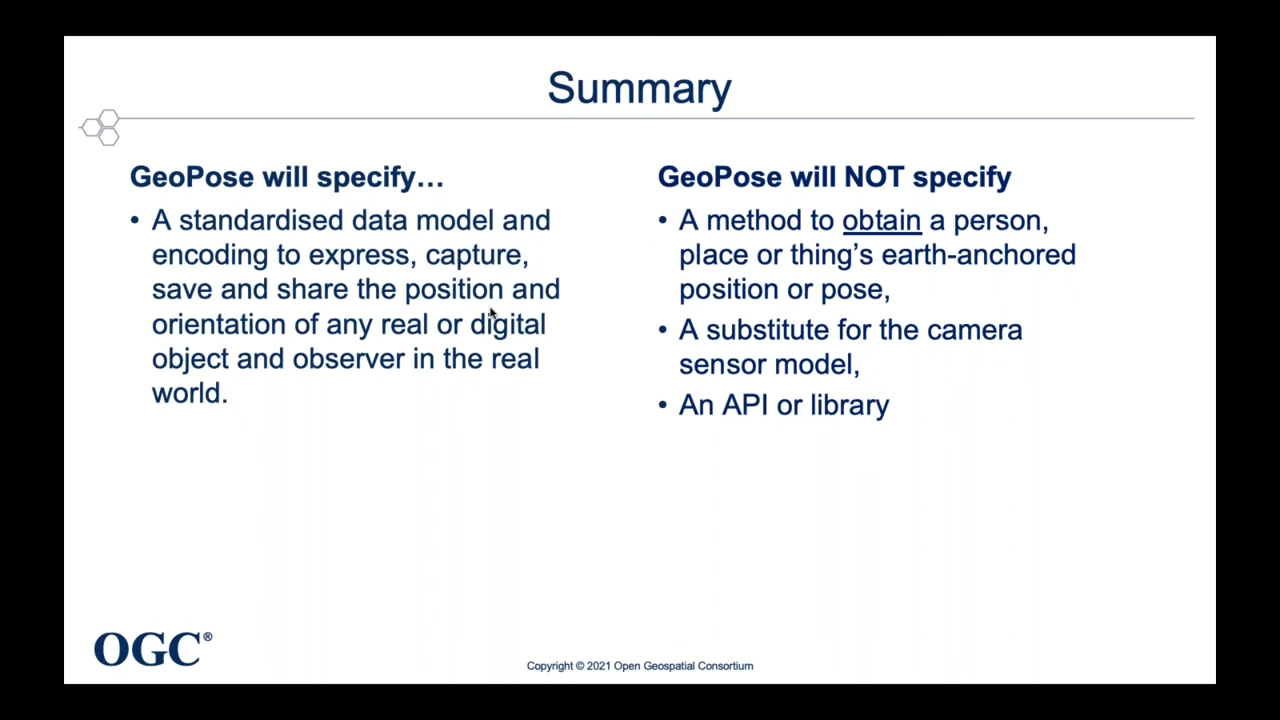 Summary
GeoPose will specify…
• A standardised data model and
encoding to express, capture,
save and share the position and
orientation of any real or digital
object and observer in the real
world.
GeoPose will NOT specify
• A method to obtain a person,
place or thing’s earth-anchored
position or pose,
• A substitute for the camera
sensor model,
• An API or library
OGC®
Copyright © 2021 Open Geospatial Consortium